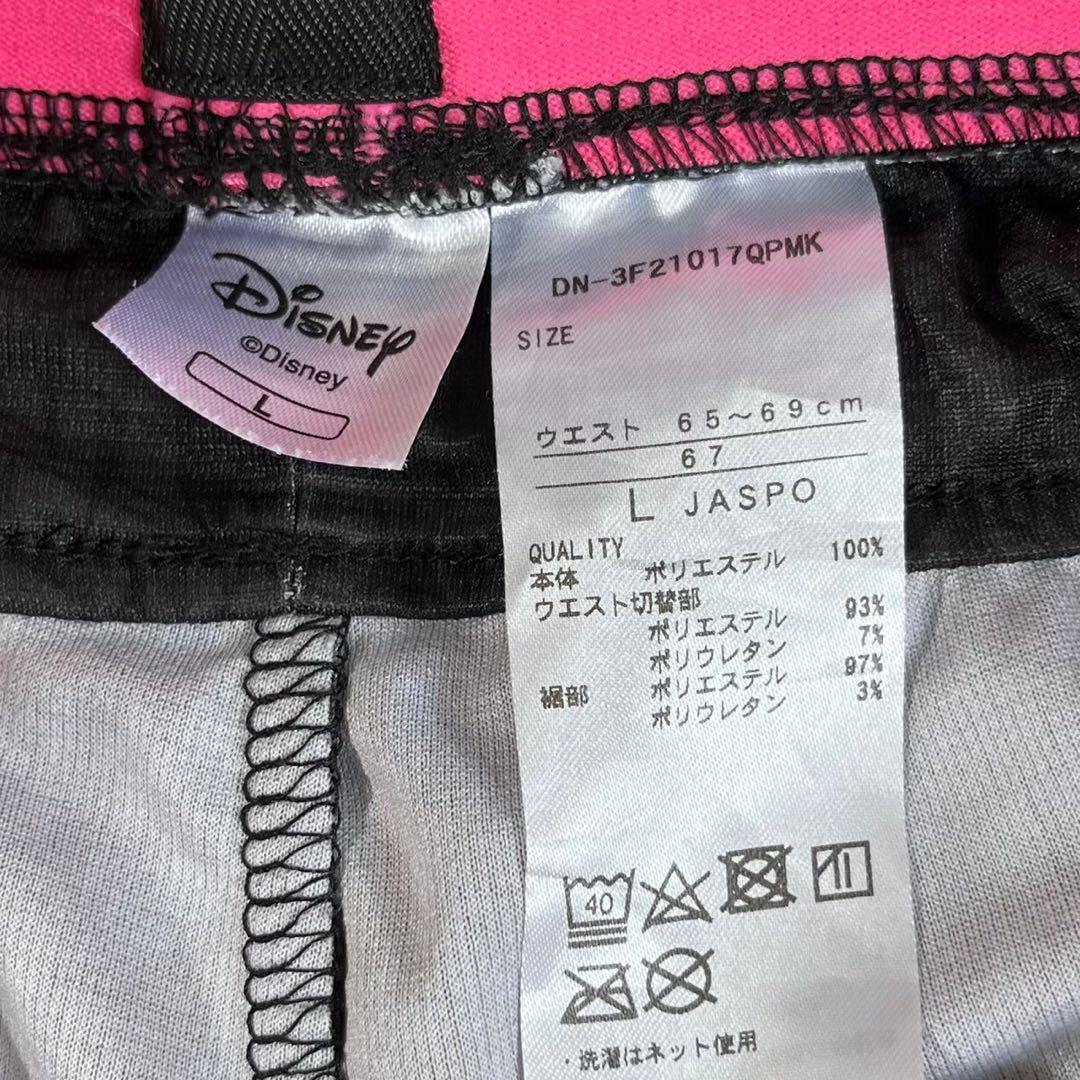 Disney
©Disney
L
DN-3F21017QPMK
SIZE
ウエスト 65～69cm
67
L JASPO
QUALITY
本体 ポリエステル 100%
ウエスト切替部
ポリエステル 93%
ポリウレタン 7%
裾部 ポリエステル 97%
ポリウレタン 3%
40
・洗濯はネット使用